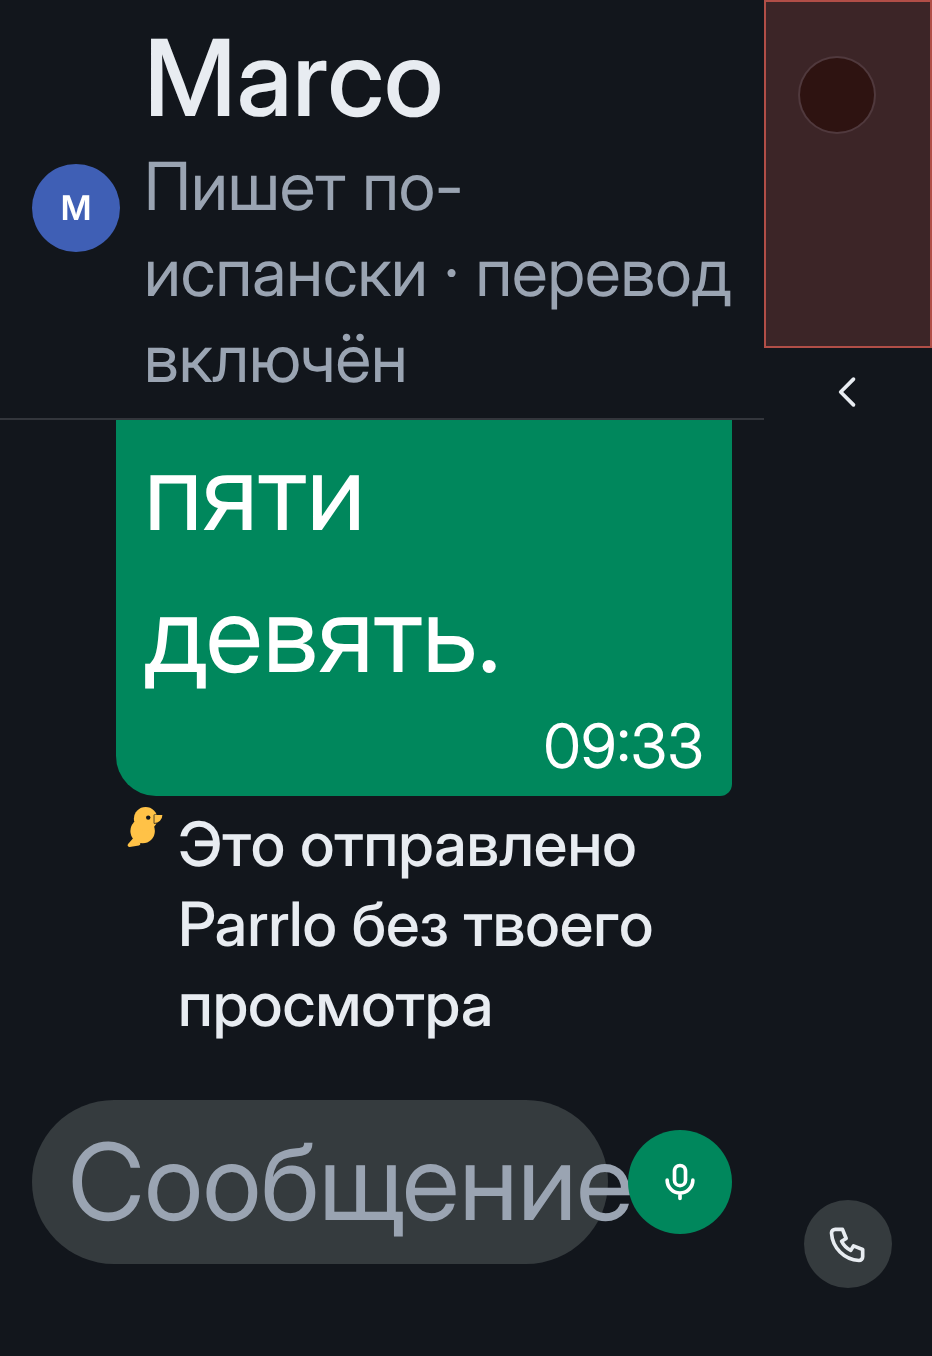 Marco
M
Пишет по-
испански · перевод
включён
пяти
девять.
09:33
Это отправлено
Parrlo без твоего
просмотра
Сообщение